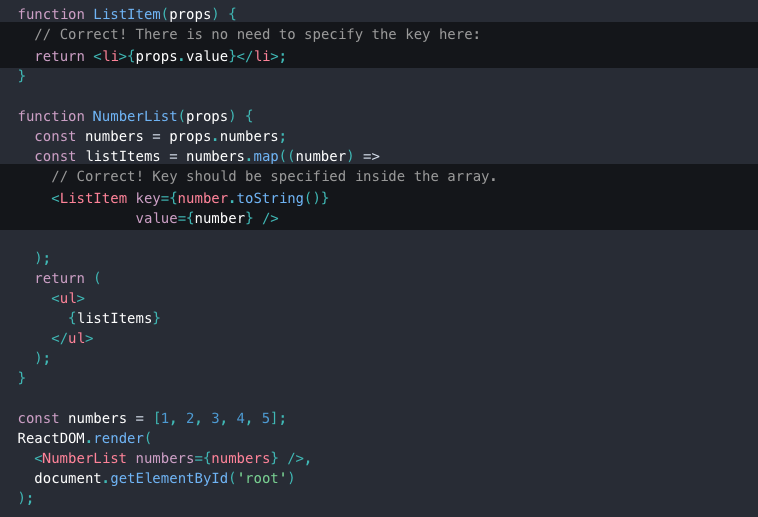 function ListItem(props) {
  // Correct! There is no need to specify the key here:
  return <li>{props.value}</li>;
}

function NumberList(props) {
  const numbers = props.numbers;
  const listItems = numbers.map((number) =>
    // Correct! Key should be specified inside the array.
    <ListItem key={number.toString()}
              value={number} />

  );
  return (
    <ul>
      {listItems}
    </ul>
  );
}

const numbers = [1, 2, 3, 4, 5];
ReactDOM.render(
  <NumberList numbers={numbers} />,
  document.getElementById('root')
);